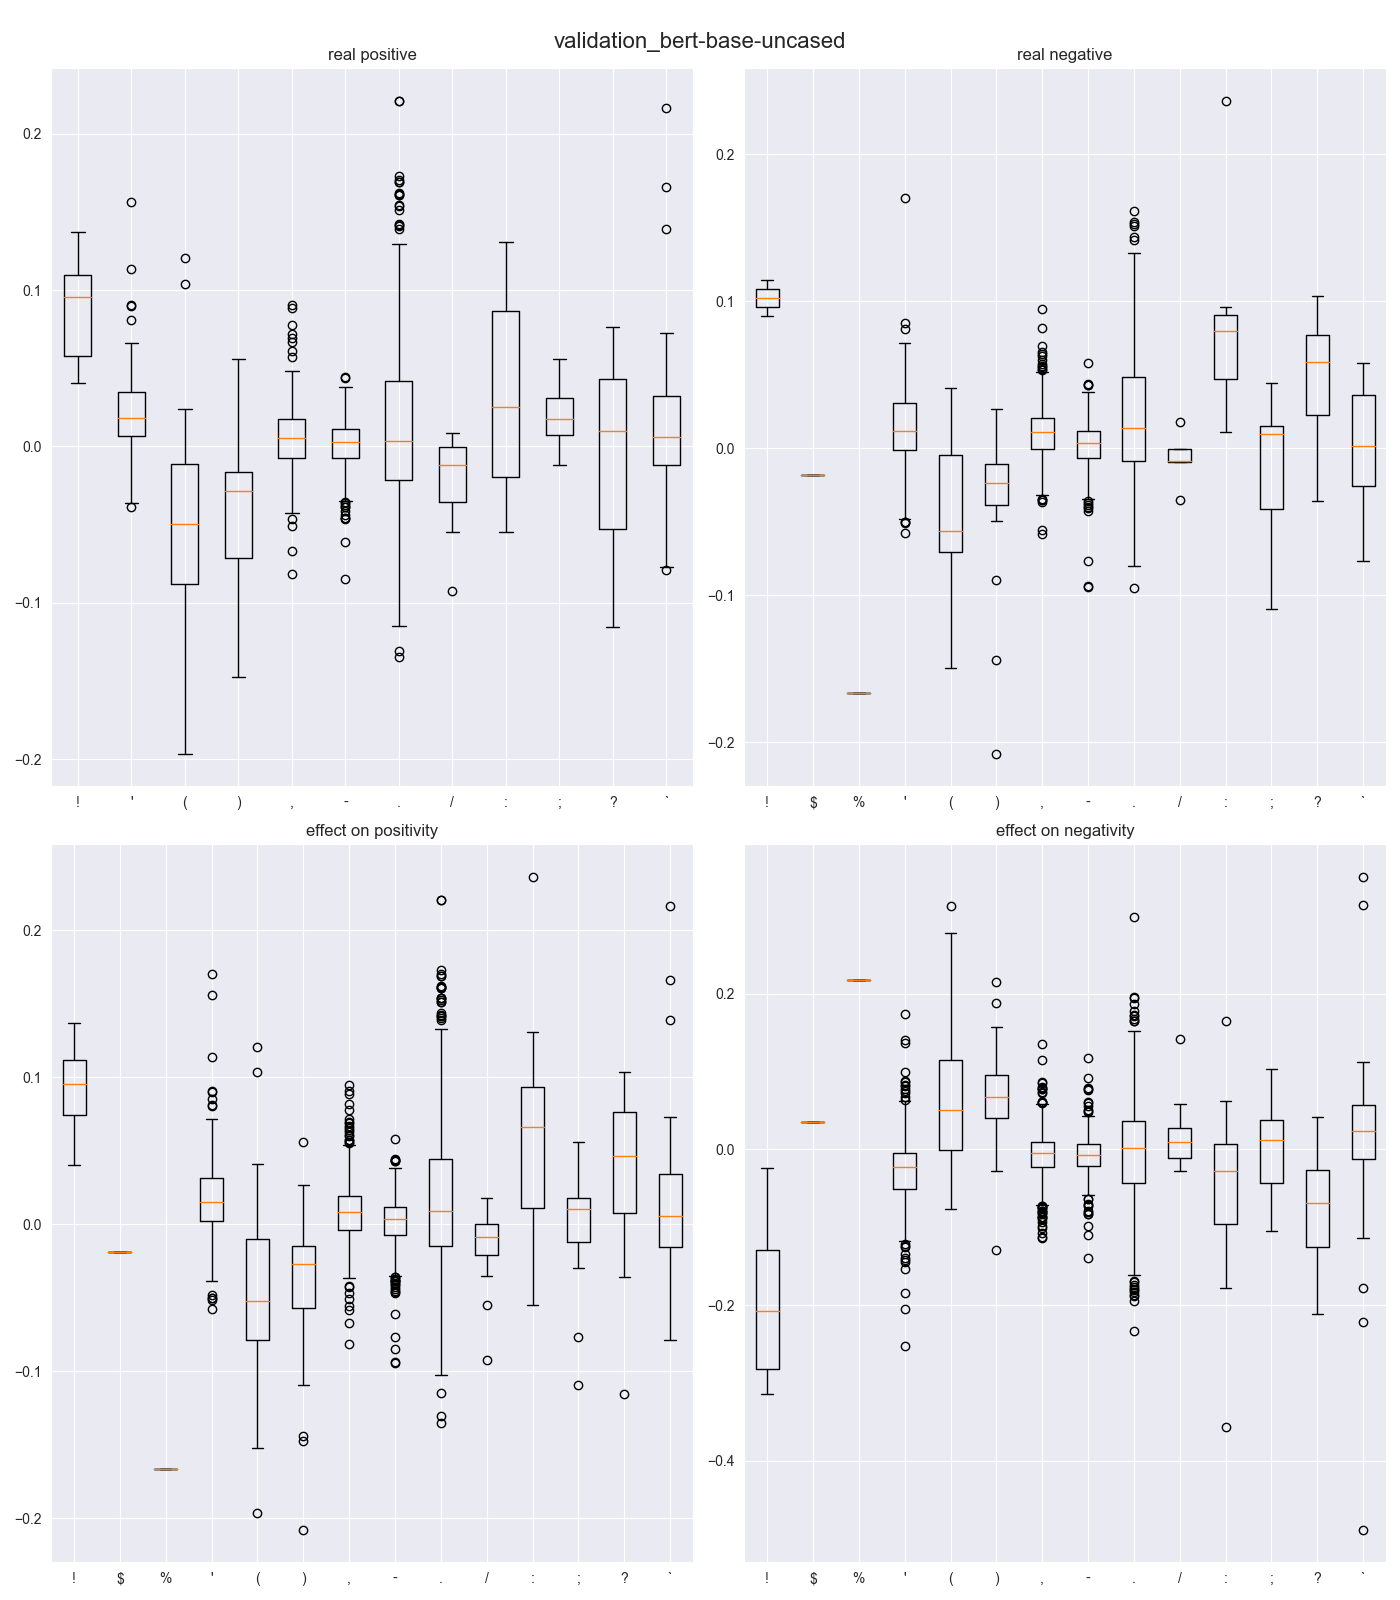 validation_bert-base-uncased
real positive
0.2
0.1
0.0
−0.1
−0.2
! ' ( ) , - . / : ; ? `
real negative
0.2
0.1
0.0
−0.1
−0.2
! $ % ' ( ) , - . / : ; ? `
effect on positivity
0.2
0.1
0.0
−0.1
−0.2
! $ % ' ( ) , - . / : ; ? `
effect on negativity
0.2
0.0
−0.2
−0.4
! $ % ' ( ) , - . / : ; ? `